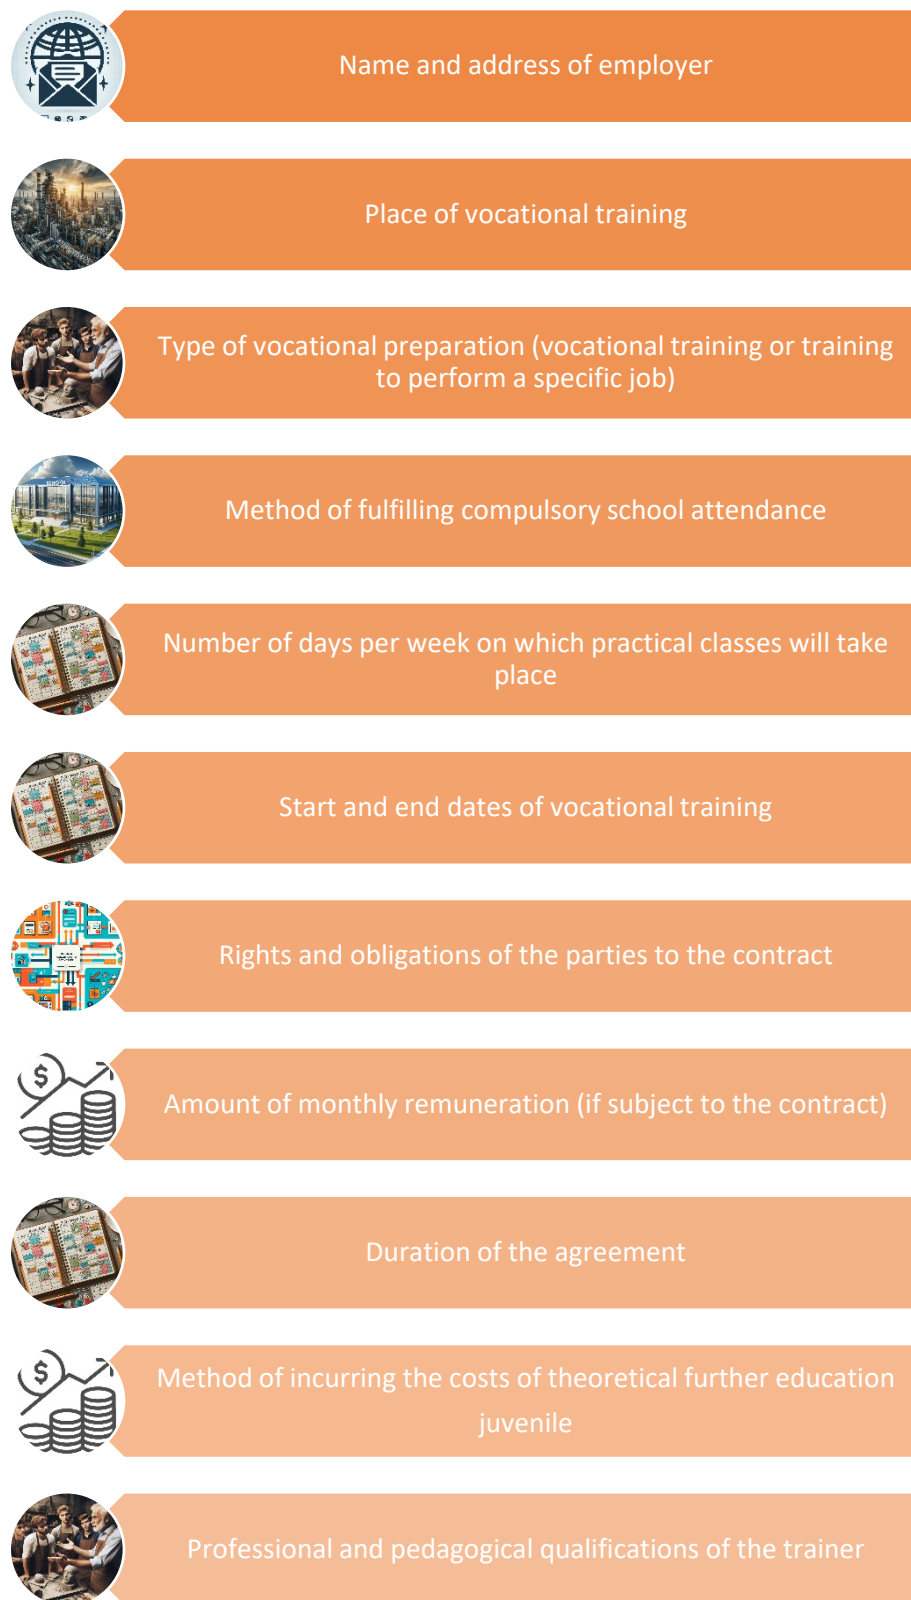 Name and address of employer
Place of vocational training
Type of vocational preparation (vocational training or training
to perform a specific job)
Method of fulfilling compulsory school attendance
Number of days per week on which practical classes will take
place
Start and end dates of vocational training
Rights and obligations of the parties to the contract
Amount of monthly remuneration (if subject to the contract)
Duration of the agreement
Method of incurring the costs of theoretical further education
juvenile
Professional and pedagogical qualifications of the trainer